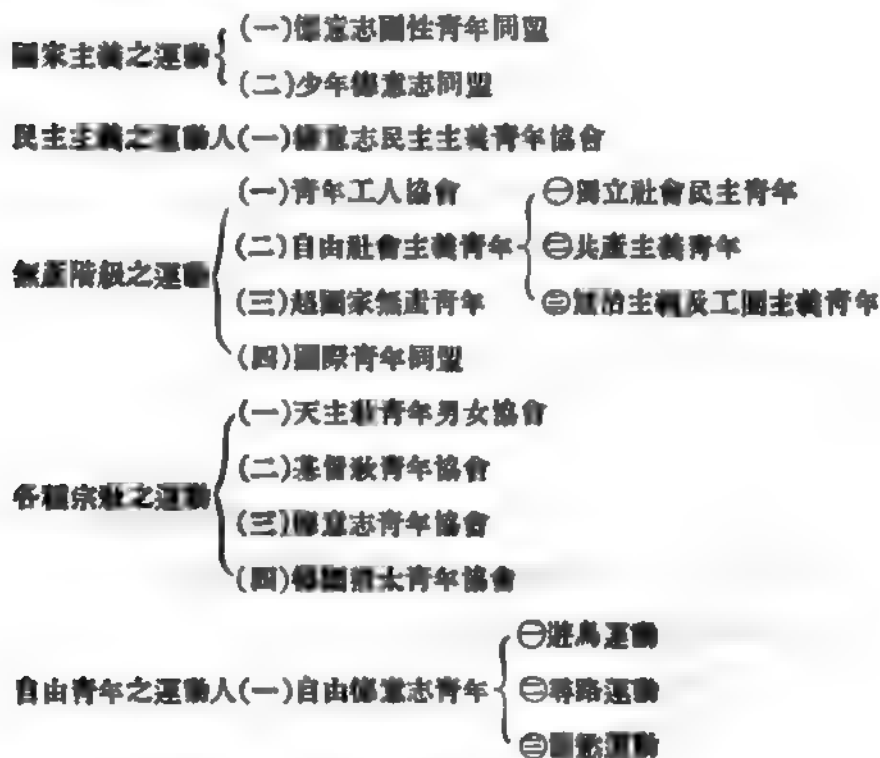 國家主義之運動
(一)德意志國性青年同盟
(二)少年德意志同盟
民主主義之運動人(一)德意志民主主義青年協會
無產階級之運動
(一)青年工人協會
(二)自由社會主義青年
㊀獨立社會民主青年
㊁共產主義青年
㊂無治主義及工團主義青年
(三)超國家無產青年
(四)國際青年同盟
各種宗教之運動
(一)天主教青年男女協會
(二)基督教青年協會
(三)德意志青年協會
(四)德國猶太青年協會
自由青年之運動人(一)自由德意志青年
㊀遊鳥運動
㊁尋路運動
㊂運動